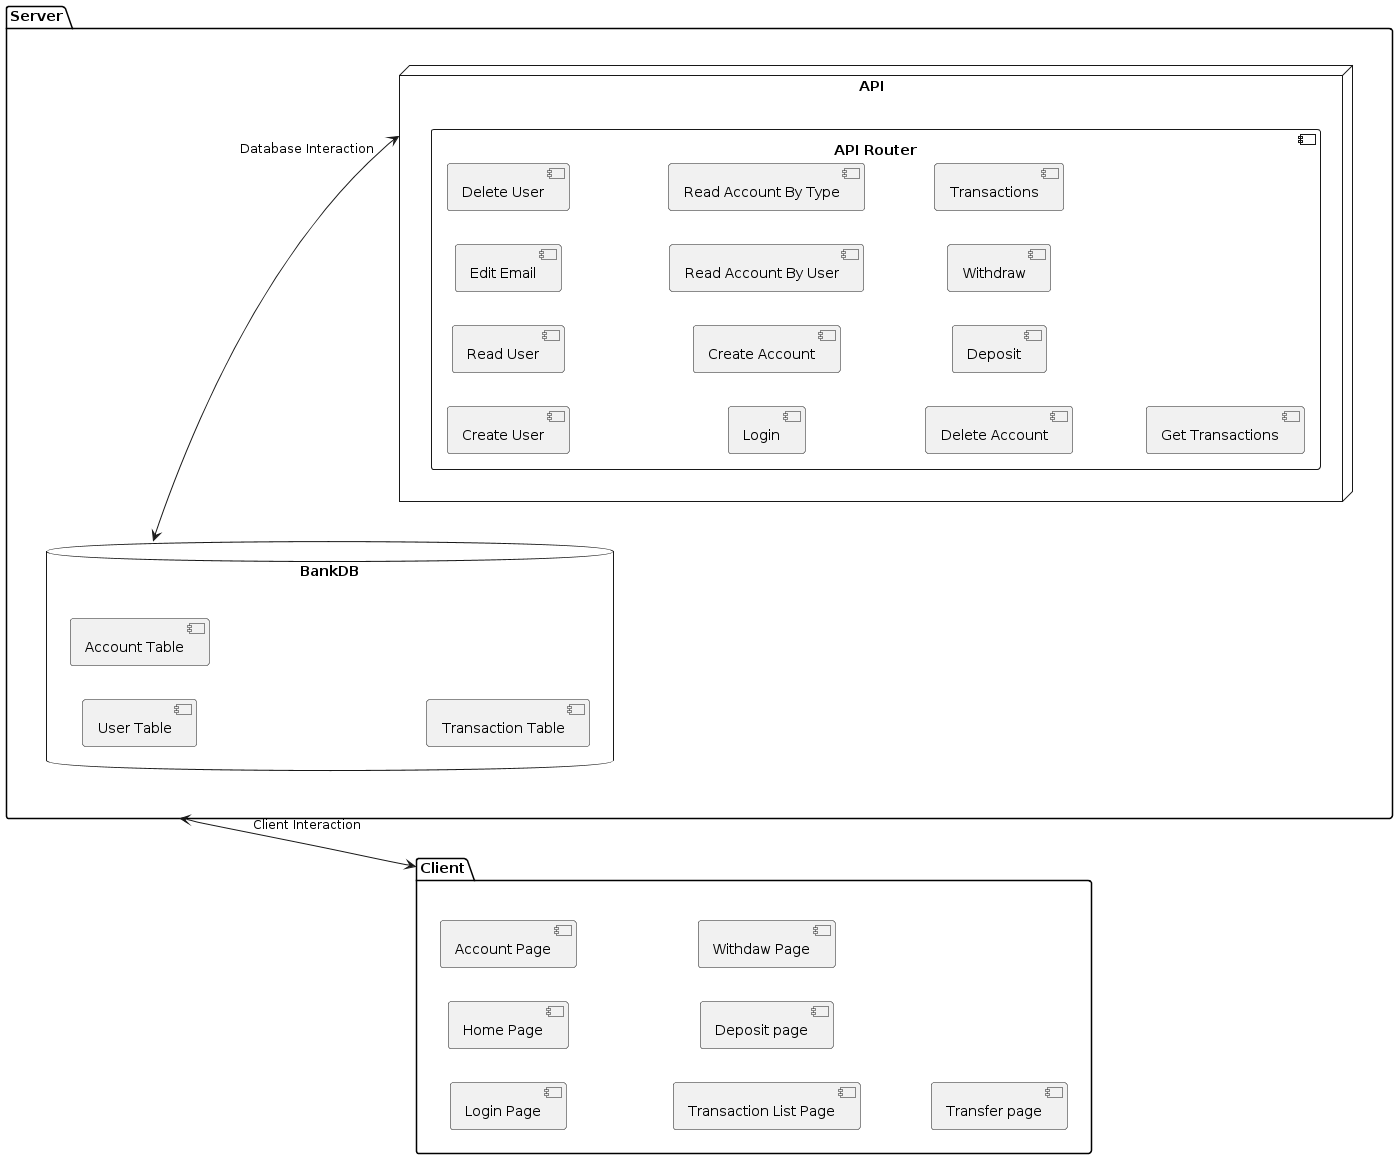 Server
API
Database Interaction
API Router
Delete User
Read Account By Type
Transactions
Edit Email
Read Account By User
Withdraw
Read User
Create Account
Deposit
Create User
Login
Delete Account
Get Transactions
BankDB
Account Table
User Table
Transaction Table
Client Interaction
Client
Account Page
Withdaw Page
Home Page
Deposit page
Login Page
Transaction List Page
Transfer page